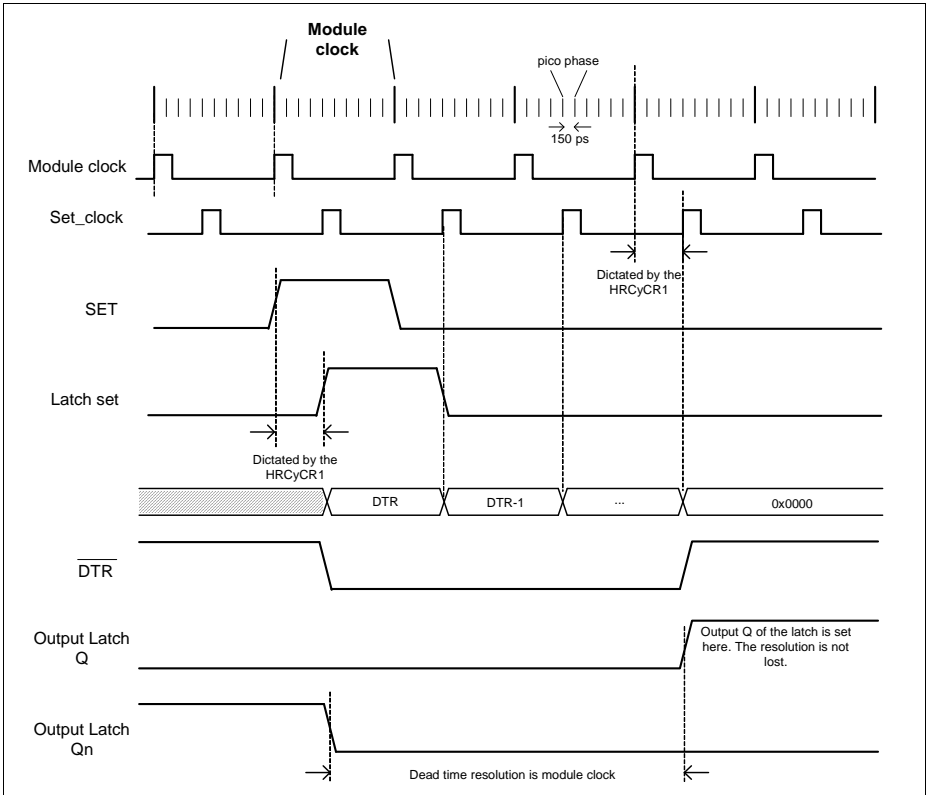 Module
clock
pico phase
150 ps
Module clock
Set_clock
Dictated by the
HRCyCR1
SET
Latch set
Dictated by the
HRCyCR1
DTR
DTR-1
...
0x0000
DTR
Output Latch
Q
Output Q of the latch is set
here. The resolution is not
lost.
Output Latch
Qn
Dead time resolution is module clock